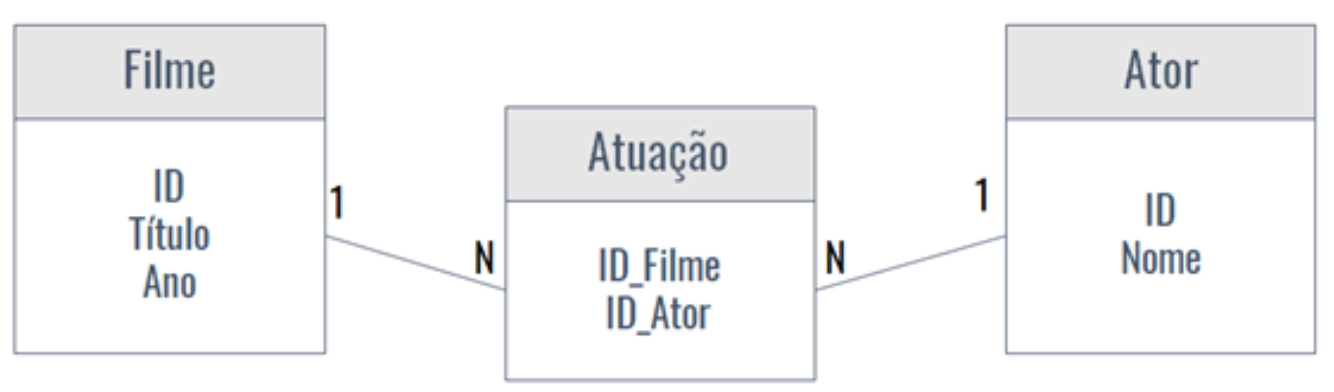 Filme
ID
Título
Ano
1
N
Atuação
ID_Filme
ID_Ator
N
1
Ator
ID
Nome